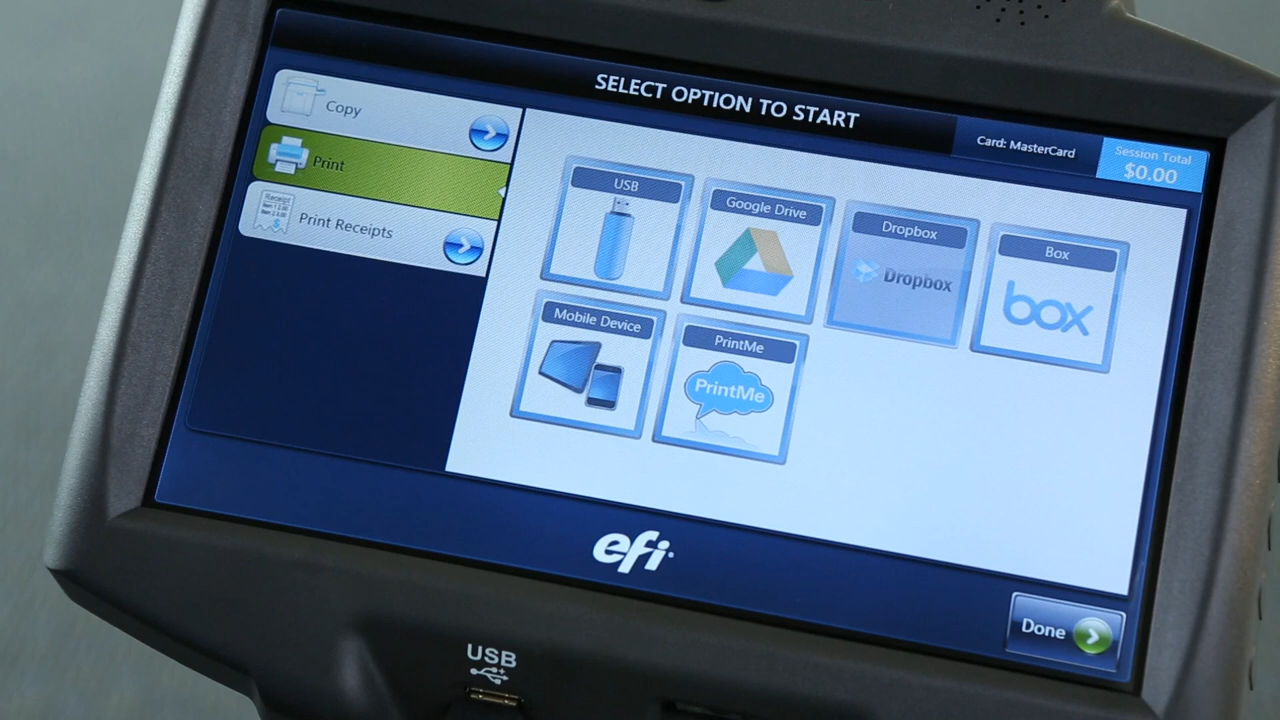 SELECT OPTION TO START
Card: MasterCard
Session Total
$0.00
Copy
Print
Receipt
Print Receipts
USB
Google Drive
Dropbox
Dropbox
Box
box
Mobile Device
PrintMe
PrintMe
efi
Done
USB